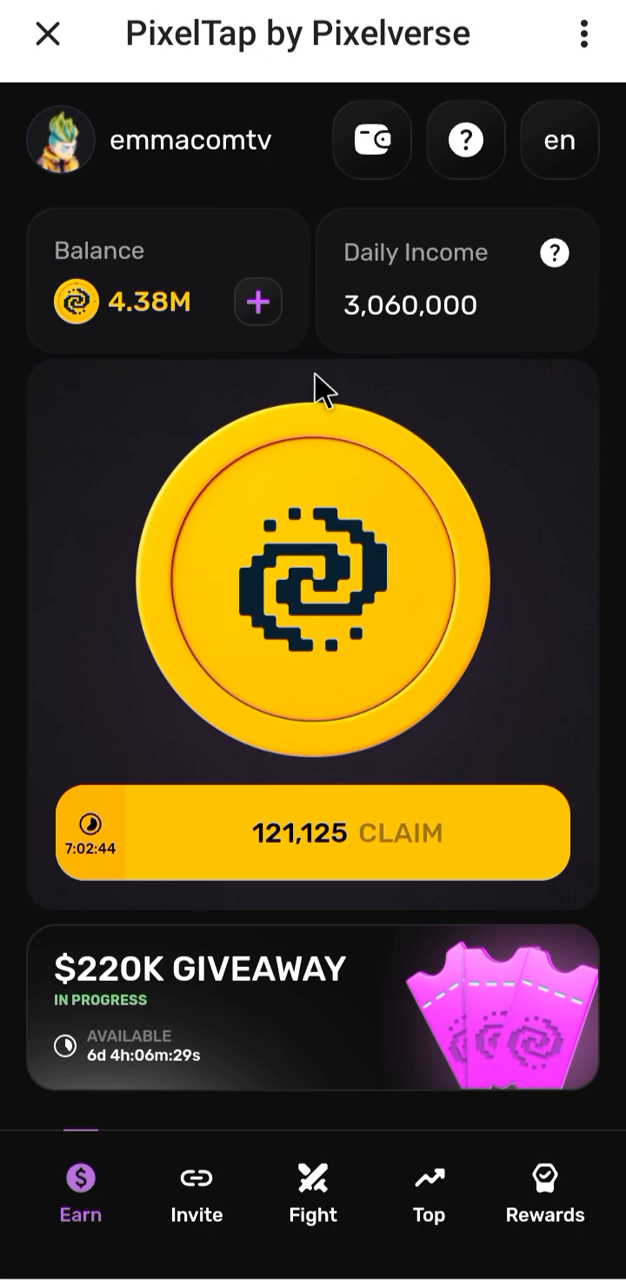 PixelTap by Pixelverse
emmacomtv
?
en
Balance
4.38M
+
Daily Income
?
3,060,000
7:02:44
121,125 CLAIM
$220K GIVEAWAY
IN PROGRESS
AVAILABLE
6d 4h:06m:29s
$
Earn
Invite
Fight
Top
Rewards